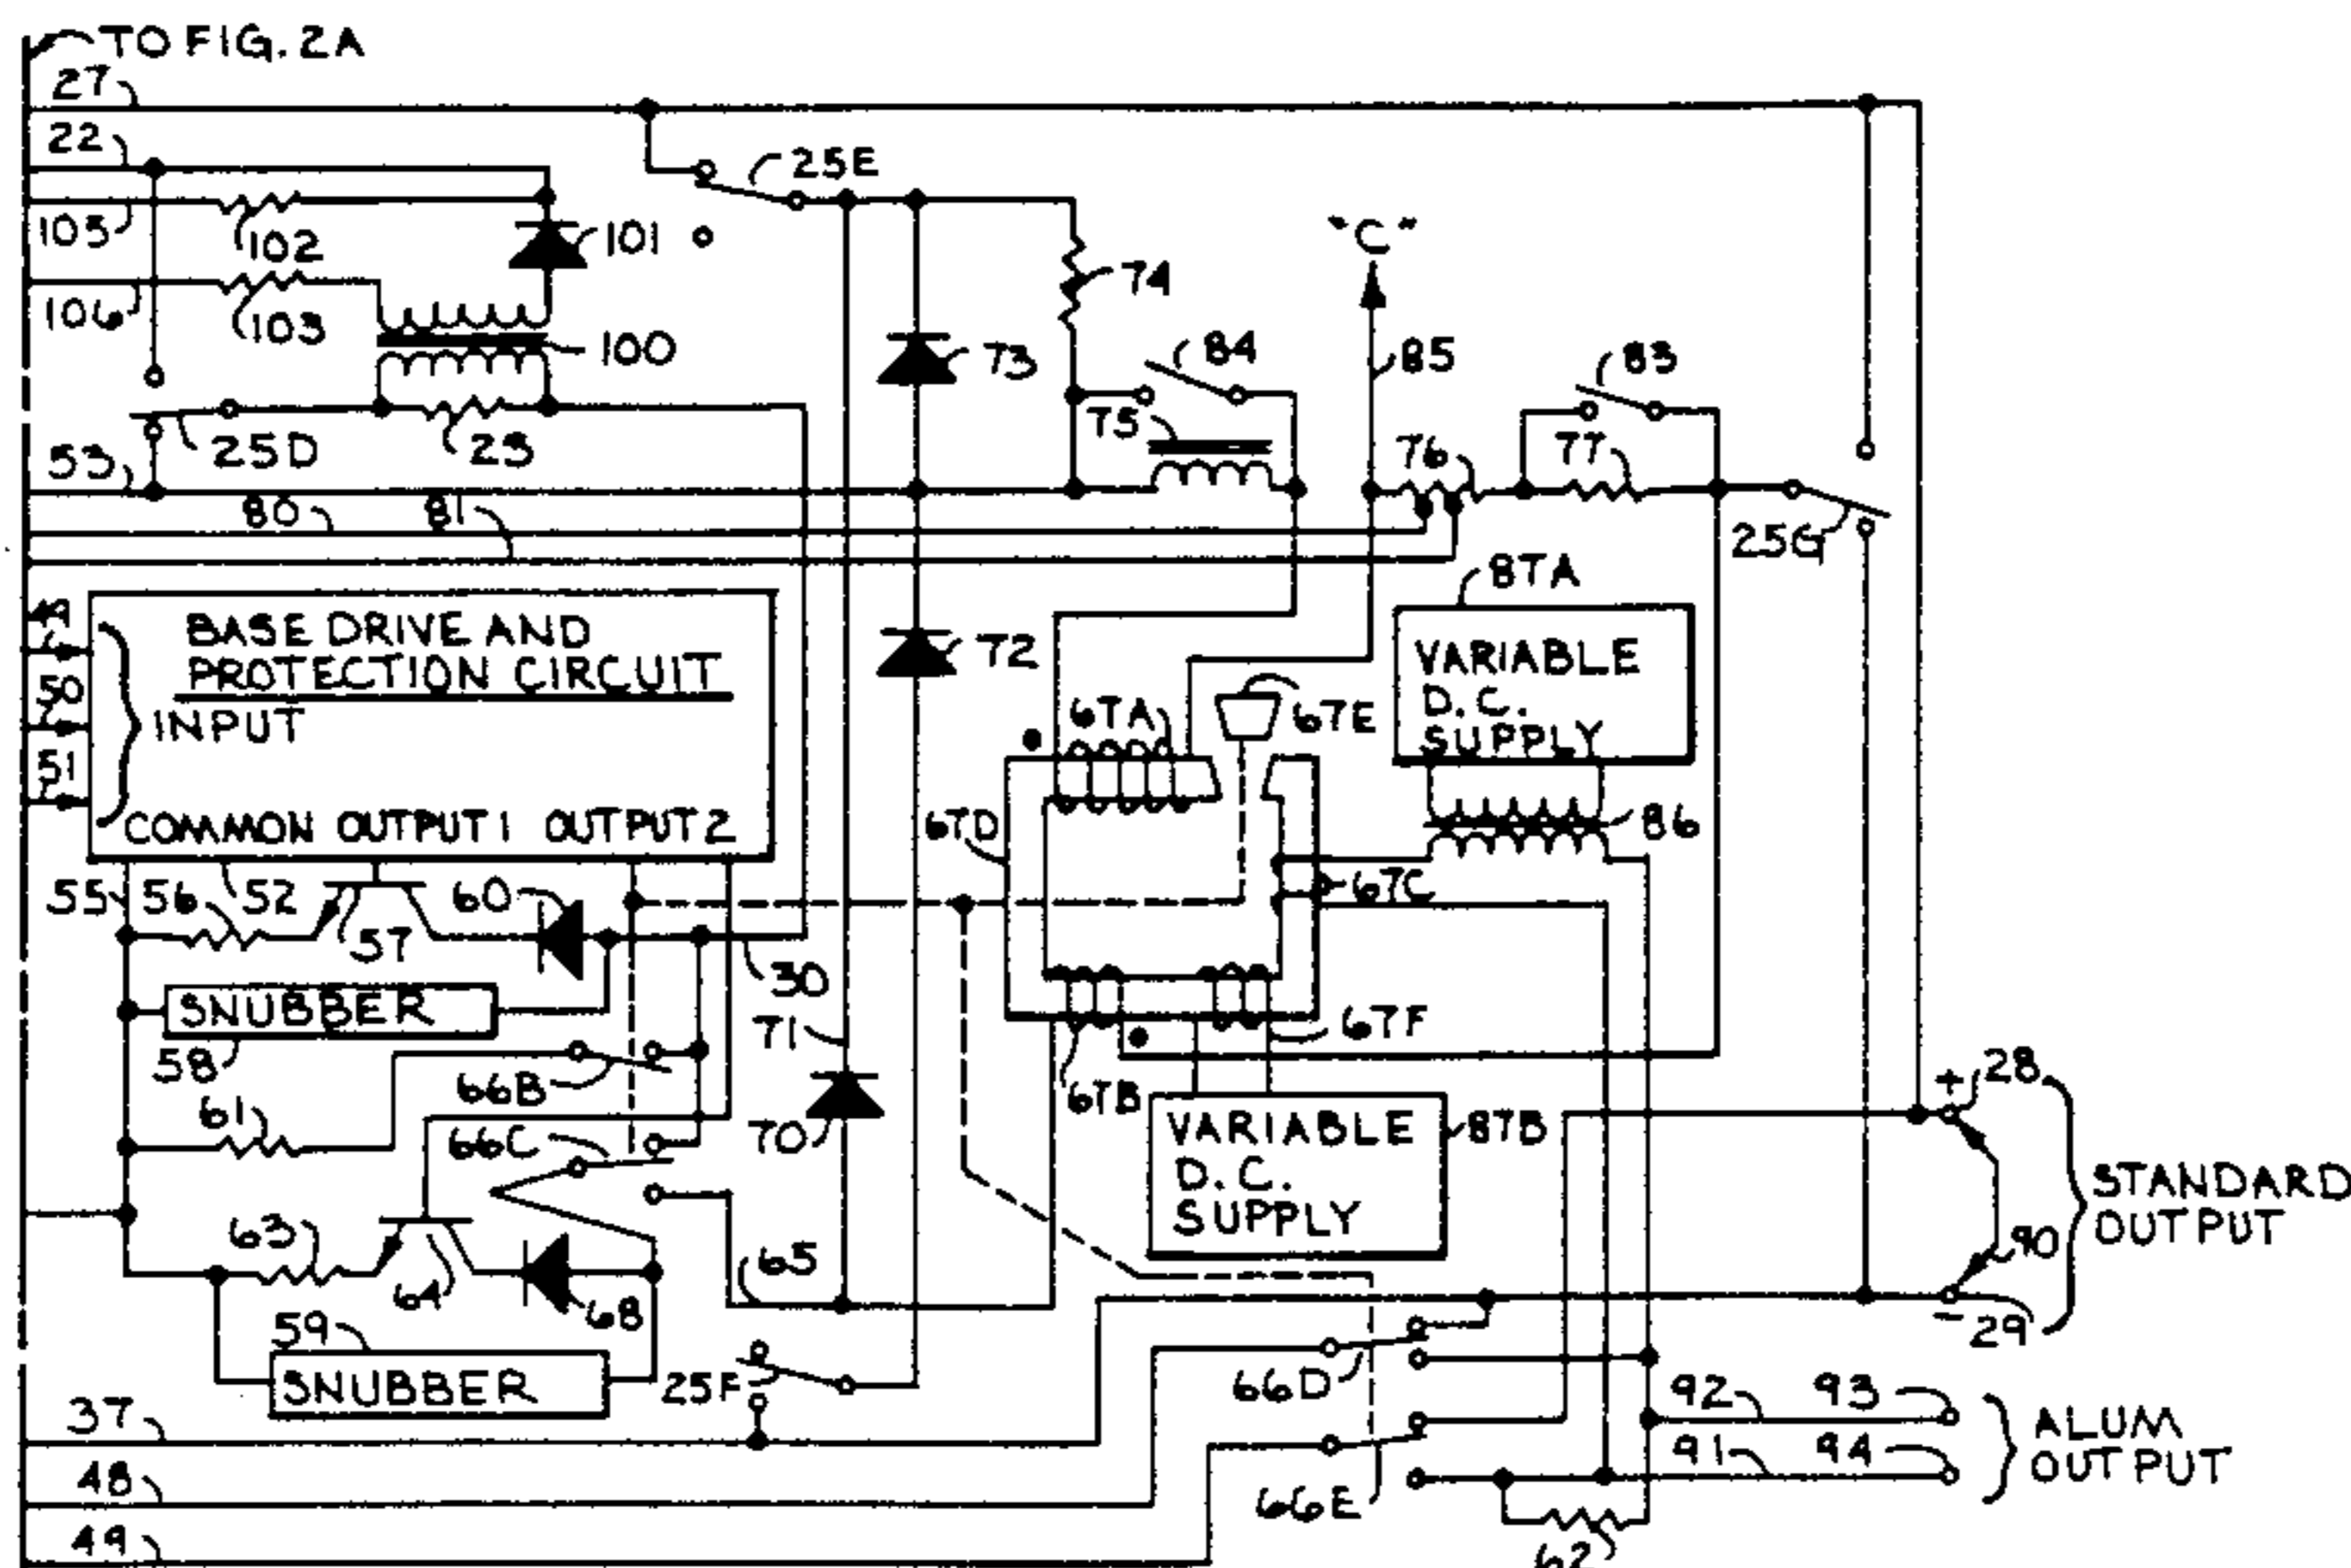 TO FIG. 2A
27
22
25E
105
102
101
"C"
74
106
103
100
73
84
85
83
25D
23
75
76
77
53
80
81
25G
87A
49
BASE DRIVE AND
PROTECTION CIRCUIT
72
VARIABLE
D.C.
SUPPLY
50
INPUT
67A
67E
51
COMMON OUTPUT 1 OUTPUT 2
67D
86
55
56
52
60
67C
57
30
SNUBBER
71
67F
58
66B
67B
28
+
61
66C
70
VARIABLE
D.C.
SUPPLY
87B
STANDARD
OUTPUT
63
90
64
68
65
59
-
29
SNUBBER
25F
66D
92
93
37
ALUM
OUTPUT
91
94
48
66E
49
62